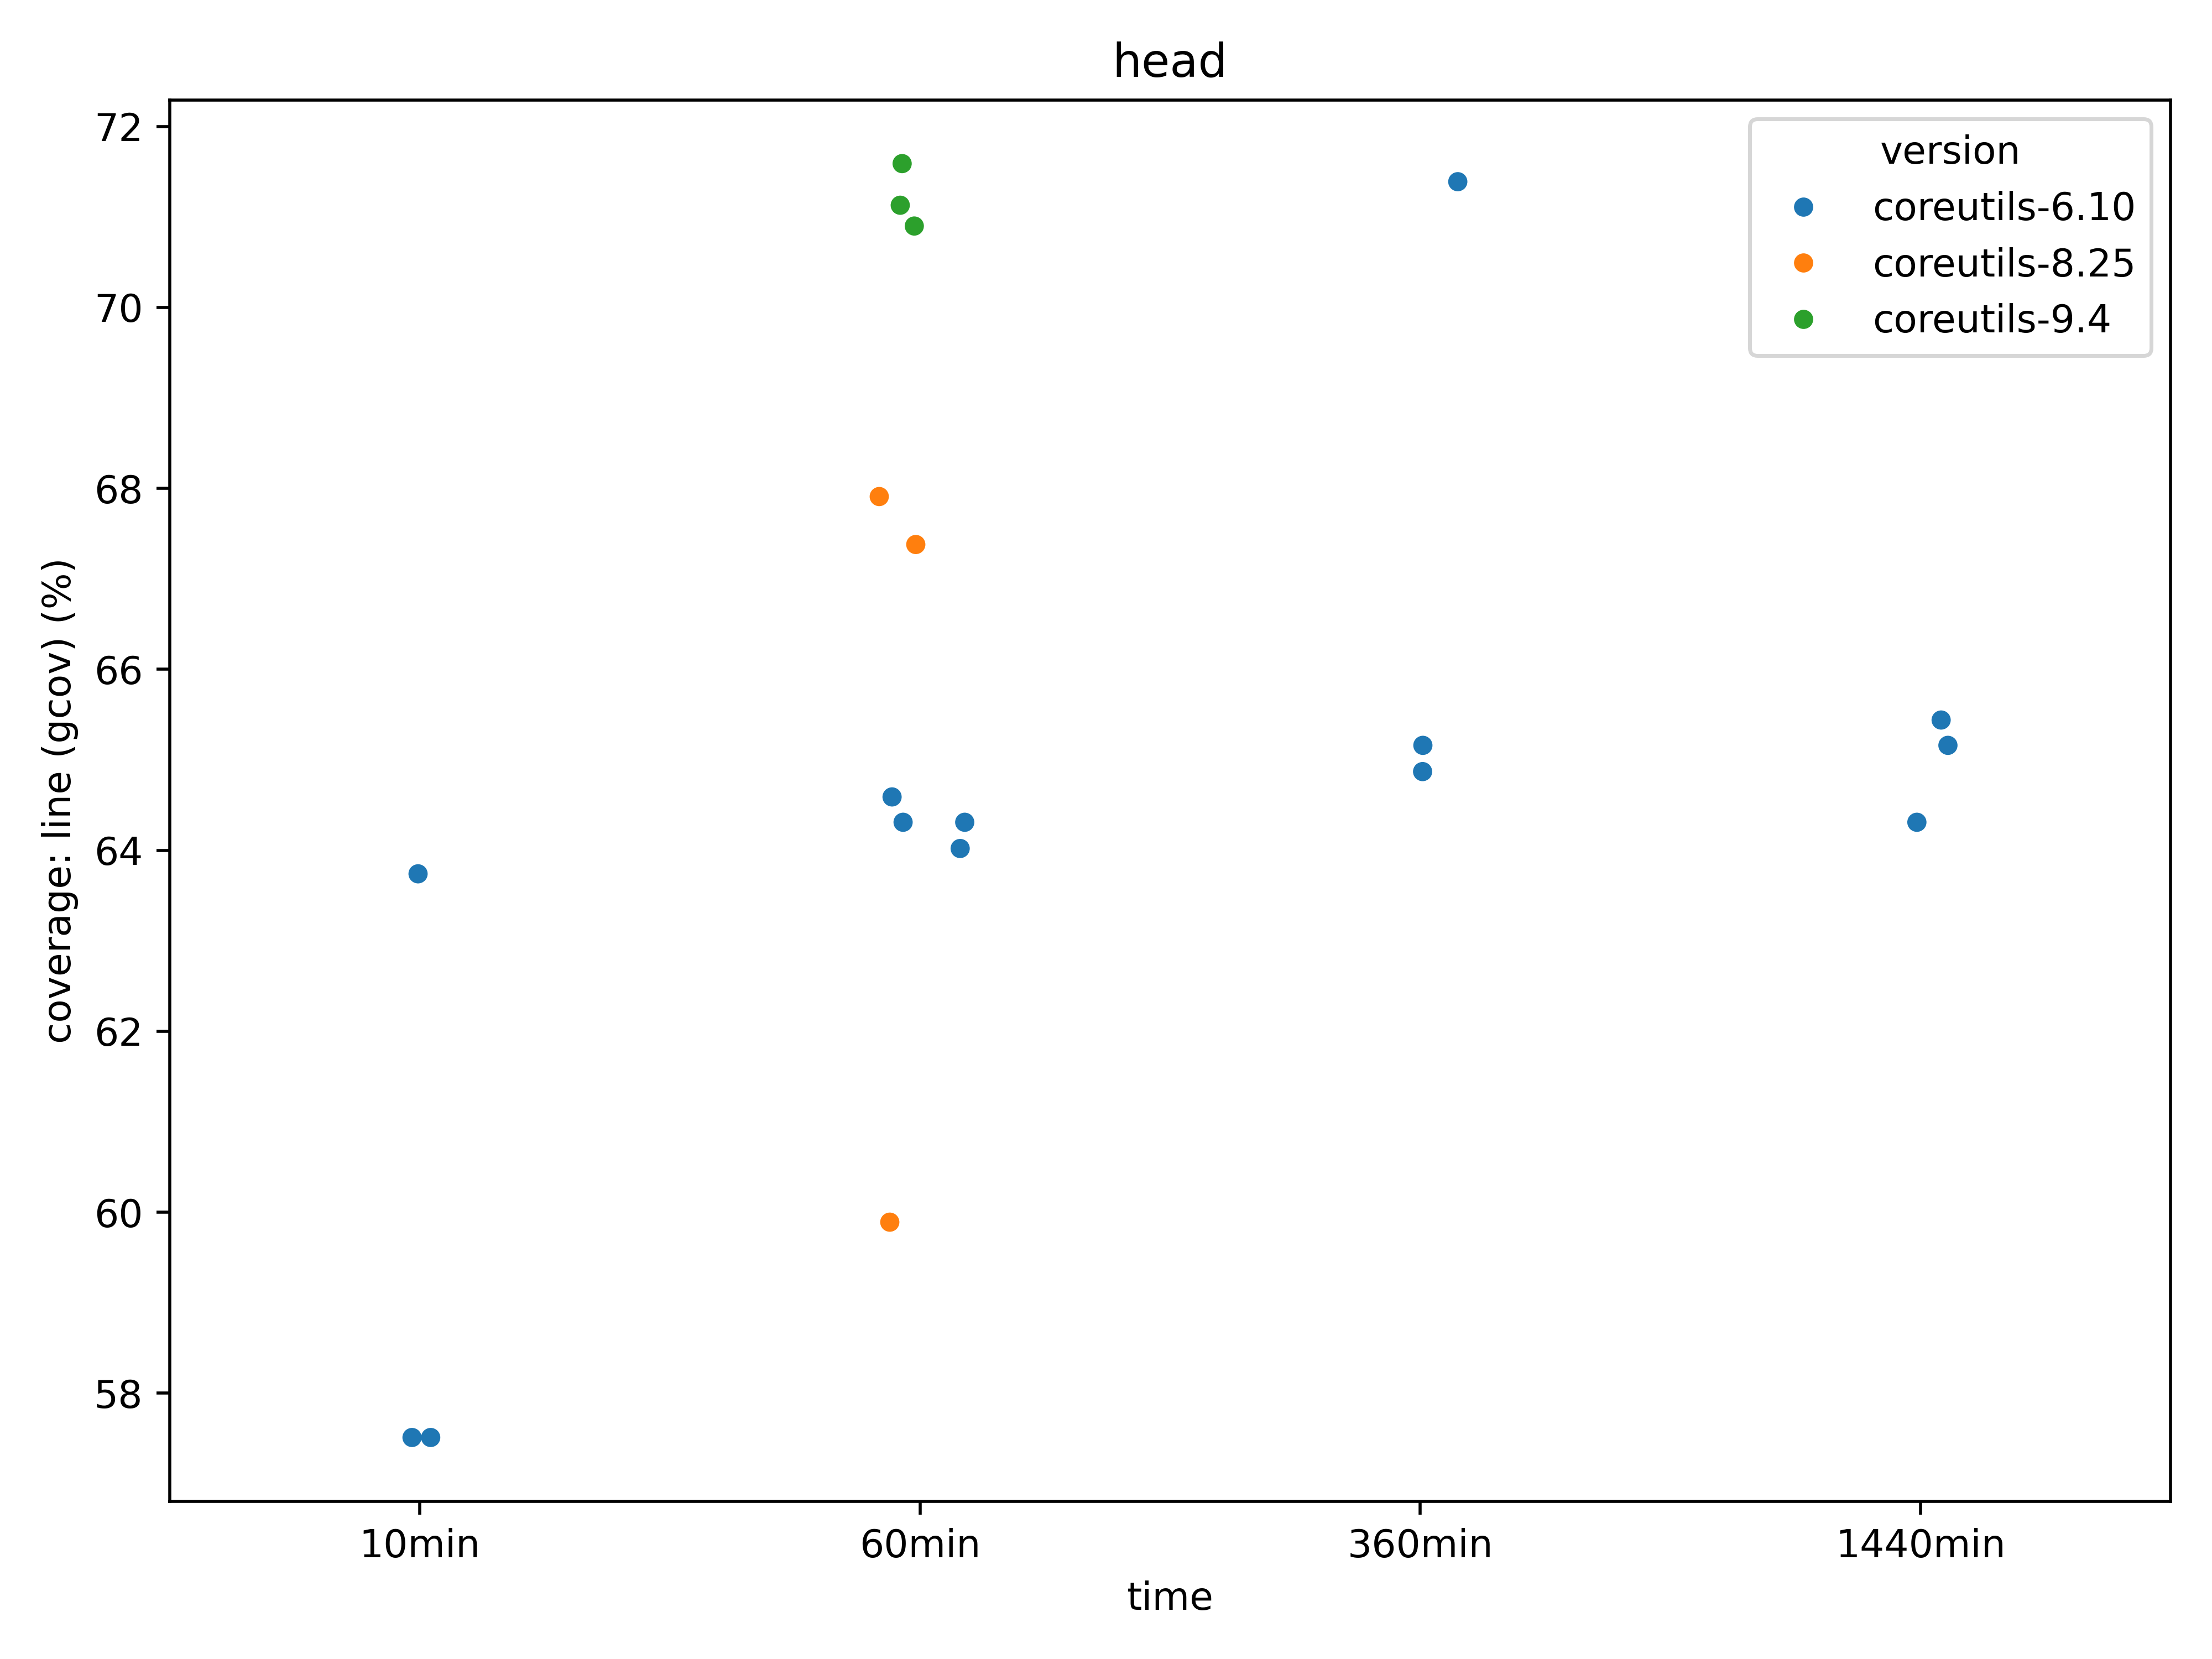 head
72
70
68
66
64
62
60
58
coverage: line (gcov) (%)
version
coreutils-6.10
coreutils-8.25
coreutils-9.4
10min
60min
360min
1440min
time